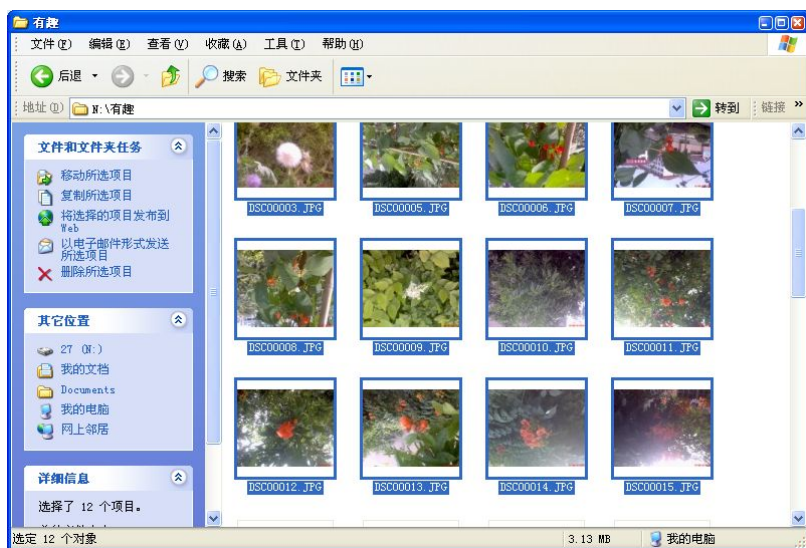 有趣
文件(F) 编辑(E) 查看(V) 收藏(A) 工具(T) 帮助(H)
后退 搜索 文件夹
地址(D) N:\有趣 转到 链接 »
文件和文件夹任务
移动所选项目
复制所选项目
将选择的项目发布到
Web
以电子邮件形式发送
所选项目
删除所选项目
其它位置
27 (N:)
我的文档
Documents
我的电脑
网上邻居
详细信息
选择了 12 个项目。
DSC00003.JPG DSC00005.JPG DSC00006.JPG DSC00007.JPG
DSC00008.JPG DSC00009.JPG DSC00010.JPG DSC00011.JPG
DSC00012.JPG DSC00013.JPG DSC00014.JPG DSC00015.JPG
选定 12 个对象 3.13 MB 我的电脑